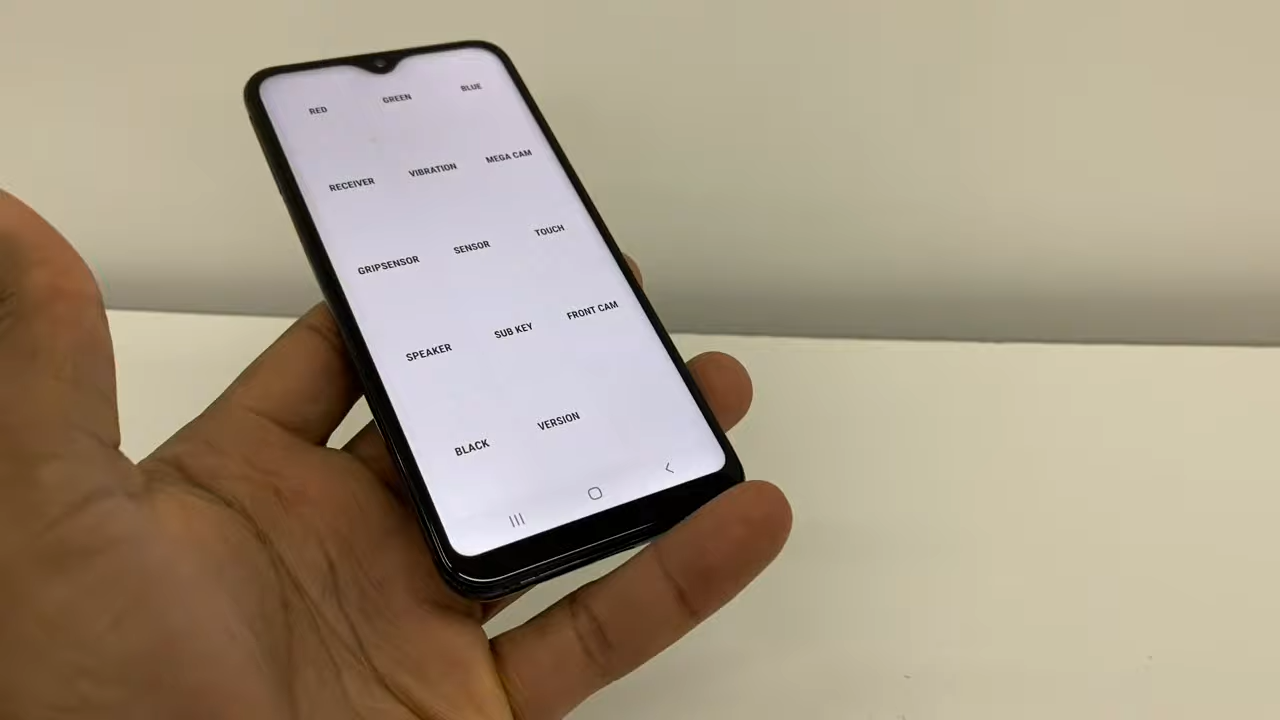 RED GREEN BLUE
RECEIVER VIBRATION MEGA CAM
GRIPSENSOR SENSOR TOUCH
SPEAKER SUB KEY FRONT CAM
BLACK VERSION